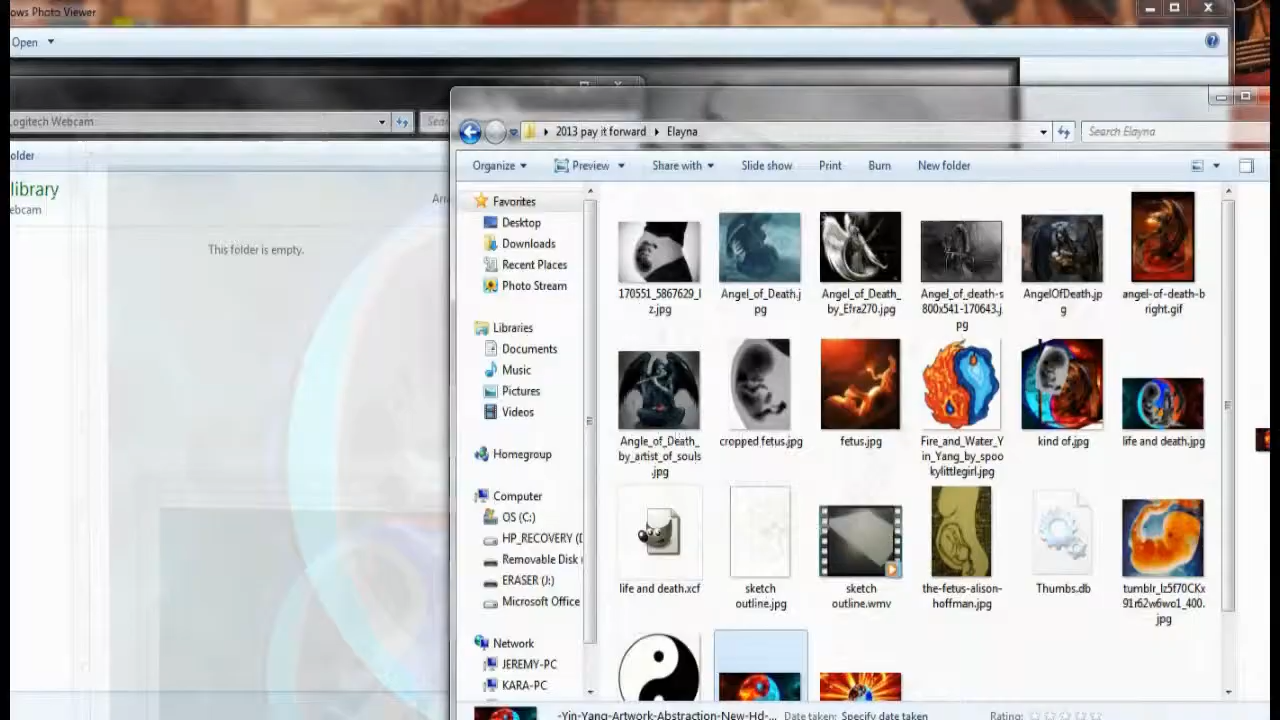 ows Photo Viewer
Open
ogitech Webcam
Sear
2013 pay it forward
Elayna
Search Elayna
older
Organize
Preview
Share with
Slide show
Print
Burn
New folder
library
ebcam
Arra
This folder is empty.
Favorites
Desktop
Downloads
Recent Places
Photo Stream
Libraries
Documents
Music
Pictures
Videos
Homegroup
Computer
OS (C:)
HP_RECOVERY (D
Removable Disk
ERASER (J:)
Microsoft Office
Network
JEREMY-PC
KARA-PC
170551_5867629_l
z.jpg
Angel_of_Death.j
pg
Angel_of_Death_
by_Efra270.jpg
Angel_of_death-s
800x541-170643.j
pg
AngelOfDeath.jp
g
angel-of-death-b
right.gif
Angle_of_Death_
by_artist_of_souls
.jpg
cropped fetus.jpg
fetus.jpg
Fire_and_Water_Y
in_Yang_by_spoo
kylittlegirl.jpg
kind of.jpg
life and death.jpg
life and death.xcf
sketch
outline.jpg
sketch
outline.wmv
the-fetus-alison-
hoffman.jpg
Thumbs.db
tumblr_lz5f70CKx
91r62w6wo1_400.
jpg
-Yin-Yang-Artwork-Abstraction-New-Hd-...
Date taken: Specify date taken
Rating: